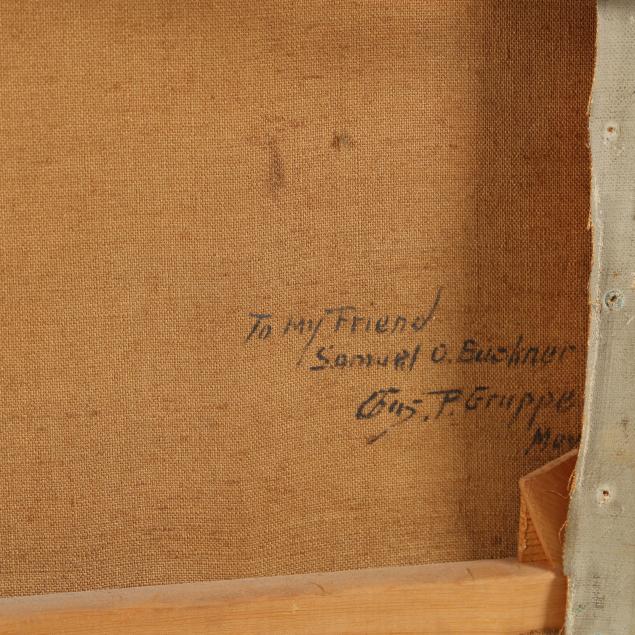 To My Friend
Samuel O. Buckner
Chas. P. Gruppe